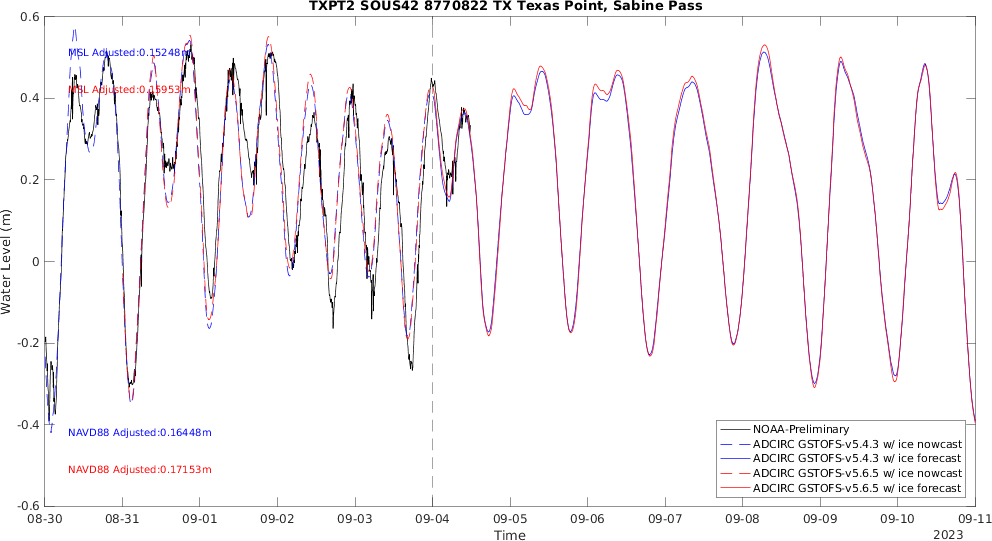 TXPT2 SOUS42 8770822 TX Texas Point, Sabine Pass
0.6
0.4
0.2
0
-0.2
-0.4
-0.6
Water Level (m)
MSL Adjusted:0.15248m
MSL Adjusted:0.15953m
NAVD88 Adjusted:0.16448m
NAVD88 Adjusted:0.17153m
NOAA-Preliminary
ADCIRC GSTOFS-v5.4.3 w/ ice nowcast
ADCIRC GSTOFS-v5.4.3 w/ ice forecast
ADCIRC GSTOFS-v5.6.5 w/ ice nowcast
ADCIRC GSTOFS-v5.6.5 w/ ice forecast
08-30 08-31 09-01 09-02 09-03 09-04 09-05 09-06 09-07 09-08 09-09 09-10 09-11
Time
2023